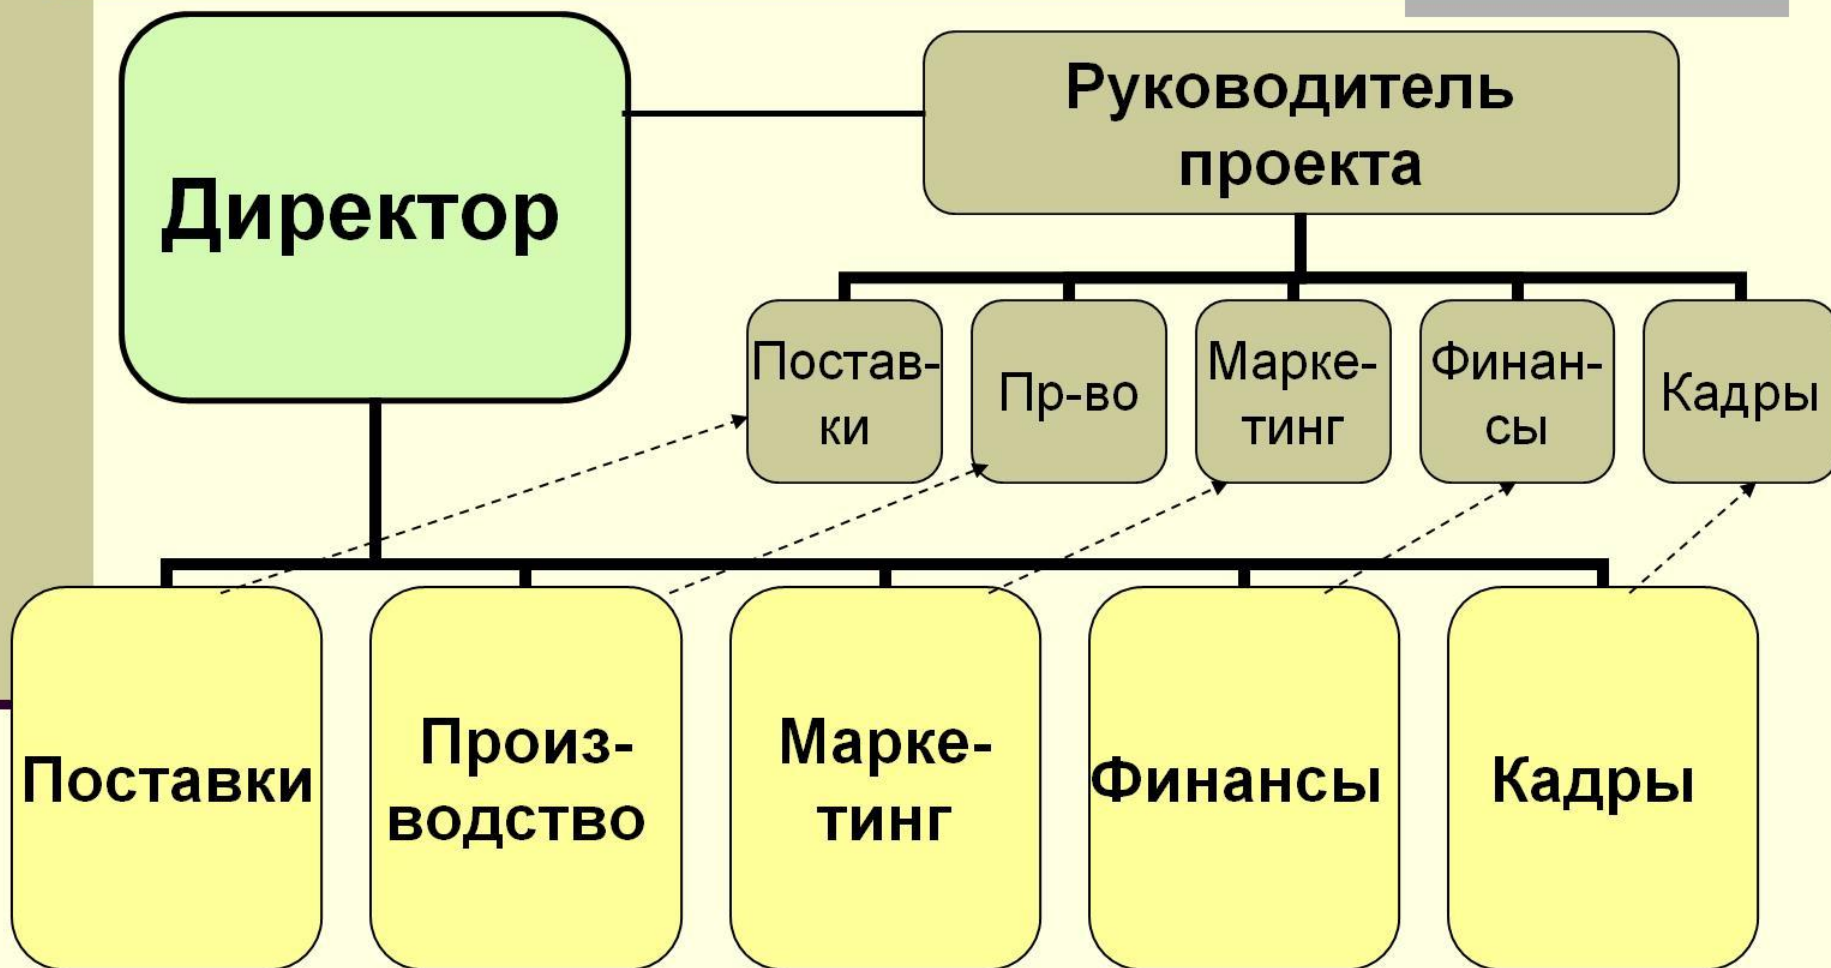 Директор
Руководитель
проекта
Постав-
ки
Пр-во
Марке-
тинг
Финан-
сы
Кадры
Поставки
Произ-
водство
Марке-
тинг
Финансы
Кадры